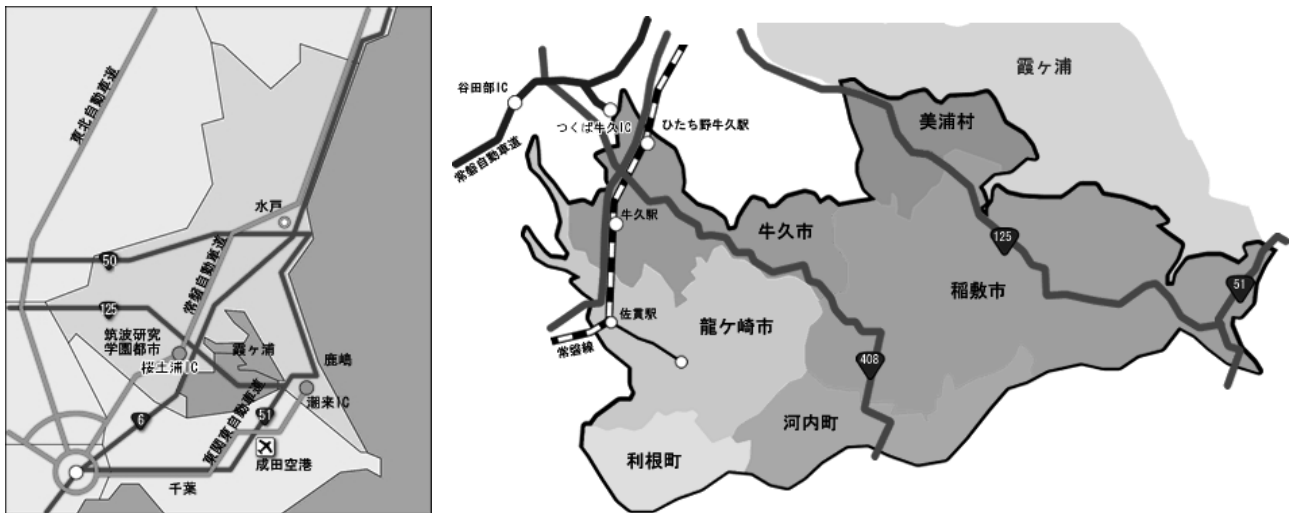 東北自動車道
水戸
50
常磐自動車道
125
筑波研究
学園都市
霞ヶ浦
鹿嶋
桜土浦IC
潮来IC
6
51
東関東自動車道
成田空港
千葉
霞ヶ浦
谷田部IC
つくば牛久IC
ひたち野牛久駅
常磐自動車道
美浦村
牛久駅
牛久市
125
稲敷市
51
佐貫駅
龍ケ崎市
常磐線
408
河内町
利根町